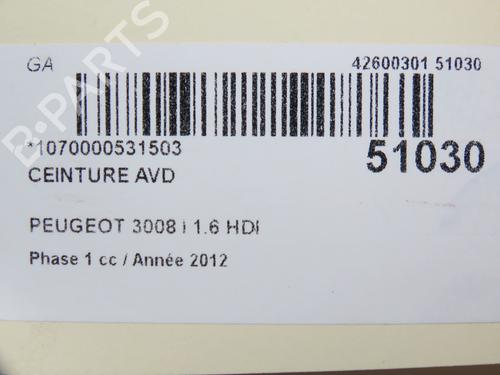 GA 42600301 51030
*1070000531503 51030
CEINTURE AVD
PEUGEOT 3008 I 1.6 HDI
Phase 1 cc / Année 2012
B-PARTS